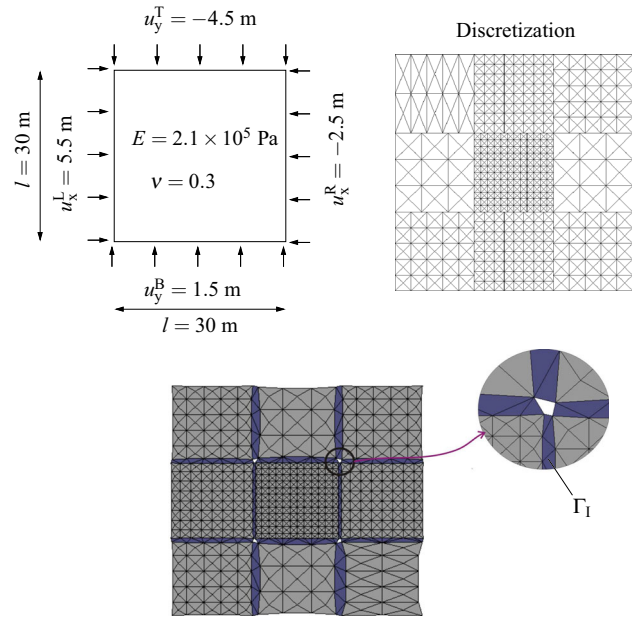 u_y^T = −4.5 m
Discretization
l = 30 m
u_x^L = 5.5 m
E = 2.1 × 10^5 Pa
ν = 0.3
u_x^R = −2.5 m
u_y^B = 1.5 m
l = 30 m
Γ_I